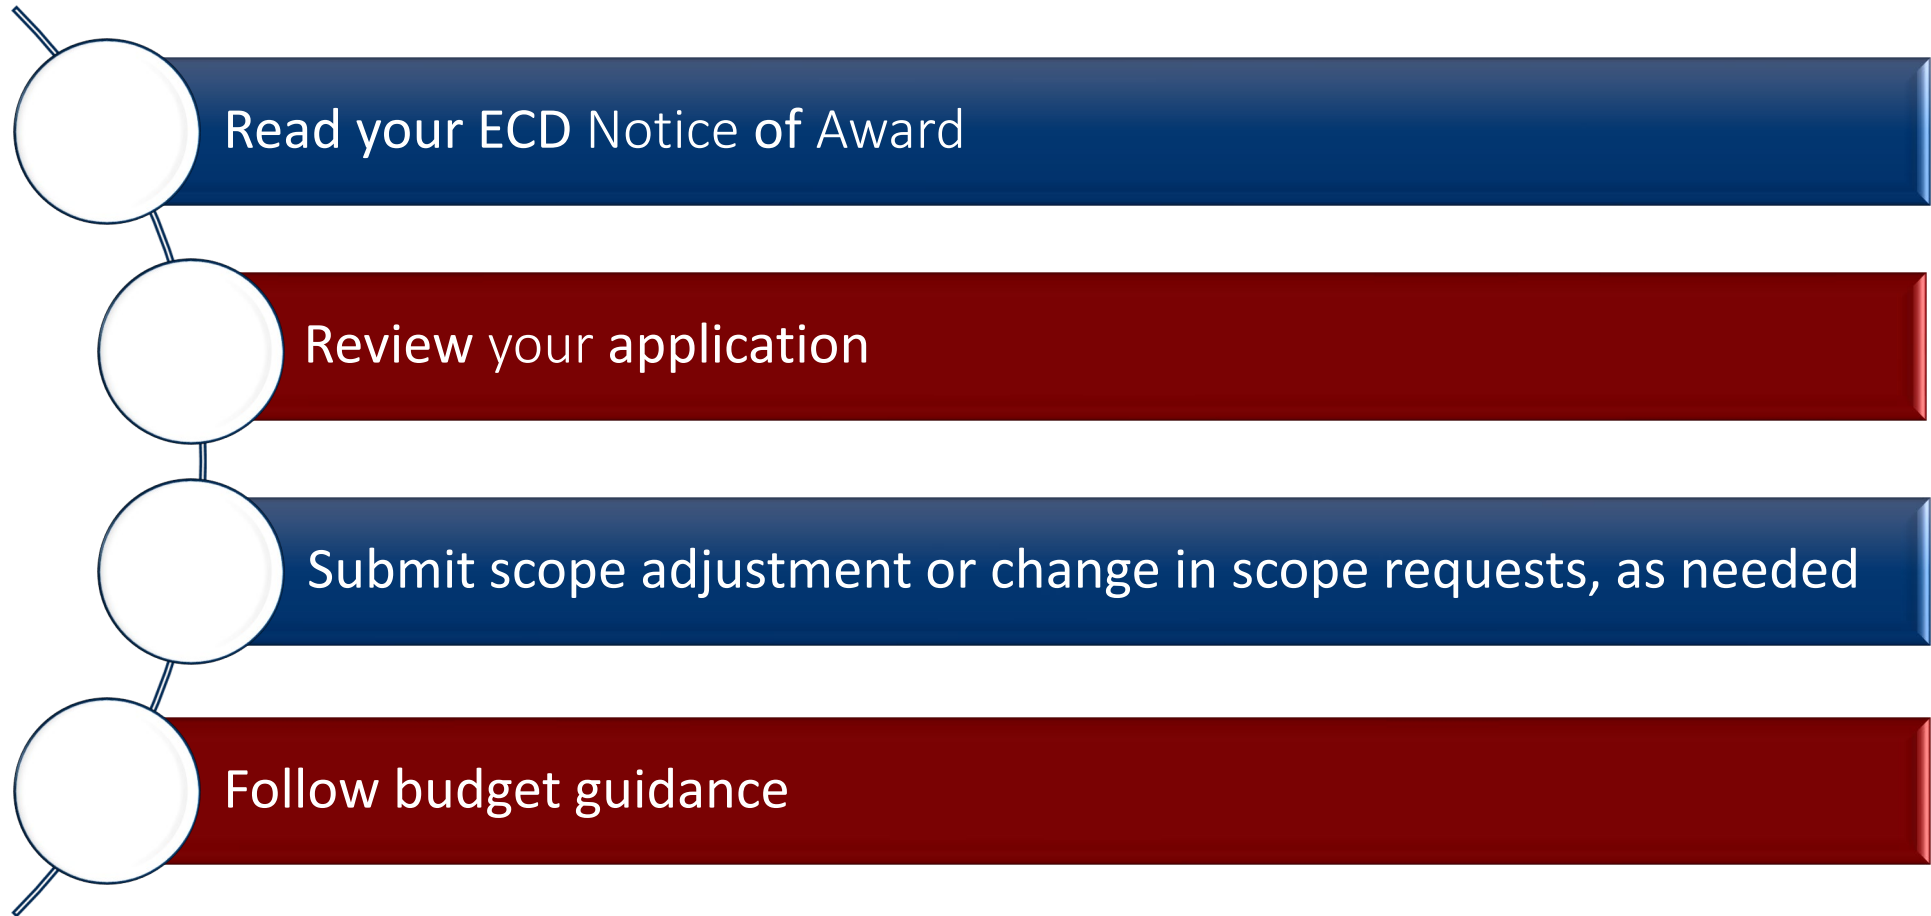 Read your ECD Notice of Award
Review your application
Submit scope adjustment or change in scope requests, as needed
Follow budget guidance